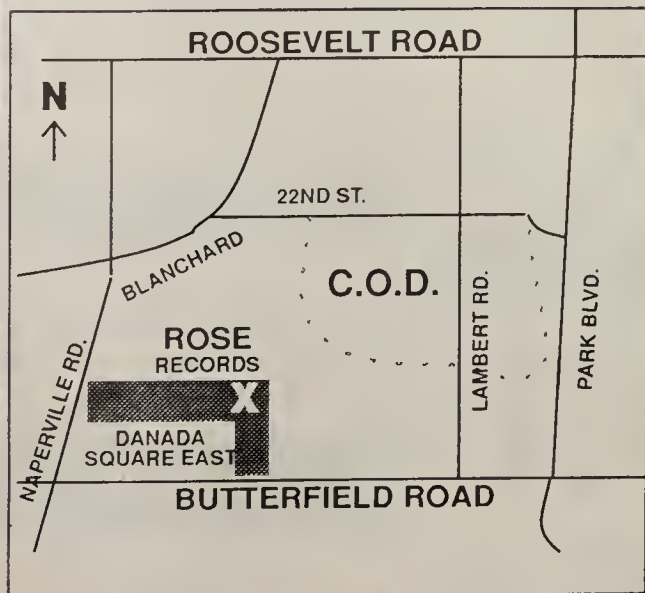 ROOSEVELT ROAD
N
22ND ST.
BLANCHARD
C.O.D.
NAPERVILLE RD.
LAMBERT RD.
PARK BLVD.
ROSE
RECORDS
X
DANADA
SQUARE EAST
BUTTERFIELD ROAD